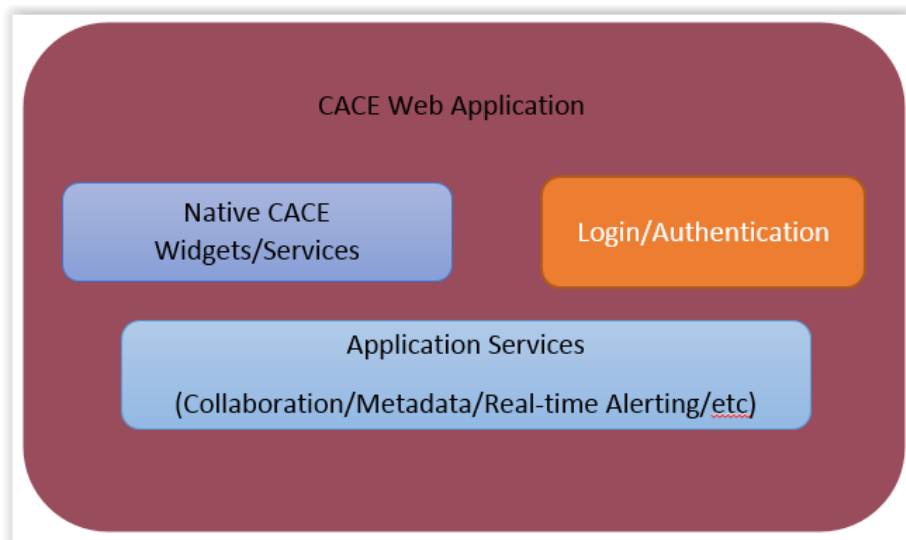 CACE Web Application
Native CACE
Widgets/Services
Login/Authentication
Application Services
(Collaboration/Metadata/Real-time Alerting/etc)